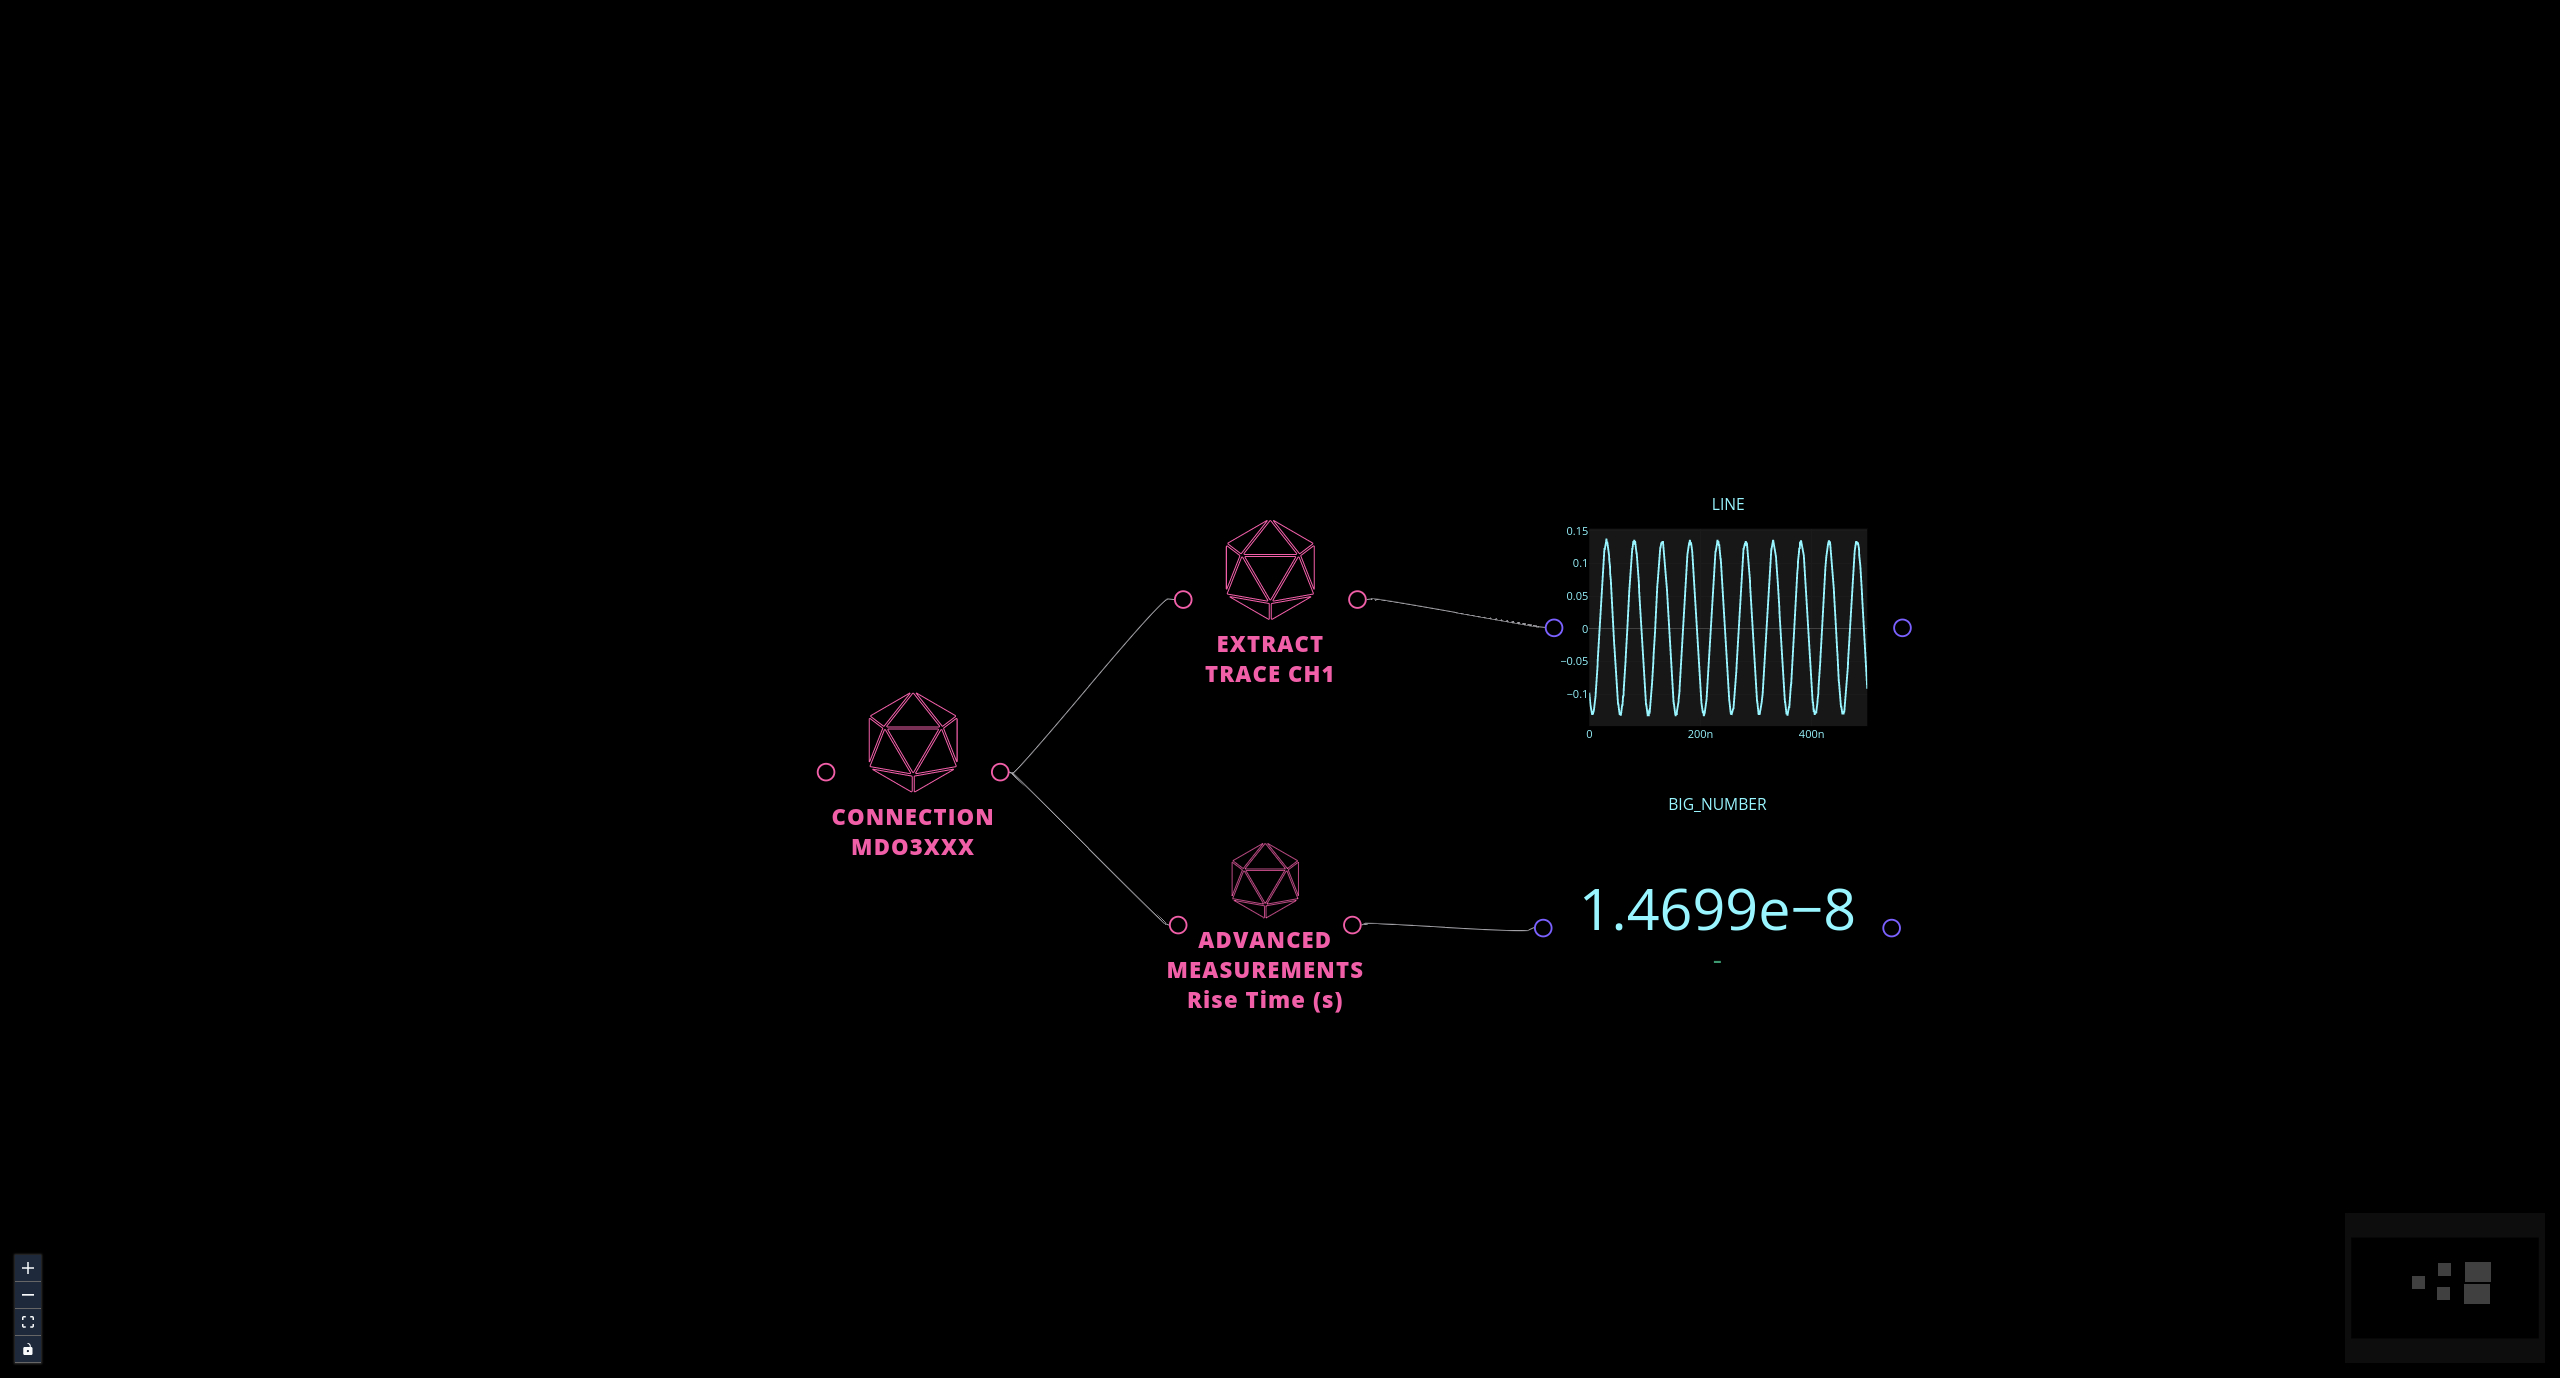 LINE
0.15
0.1
0.05
0
−0.05
−0.1
0
200n
400n
EXTRACT
TRACE CH1
CONNECTION
MDO3XXX
BIG_NUMBER
1.4699e−8
-
ADVANCED
MEASUREMENTS
Rise Time (s)